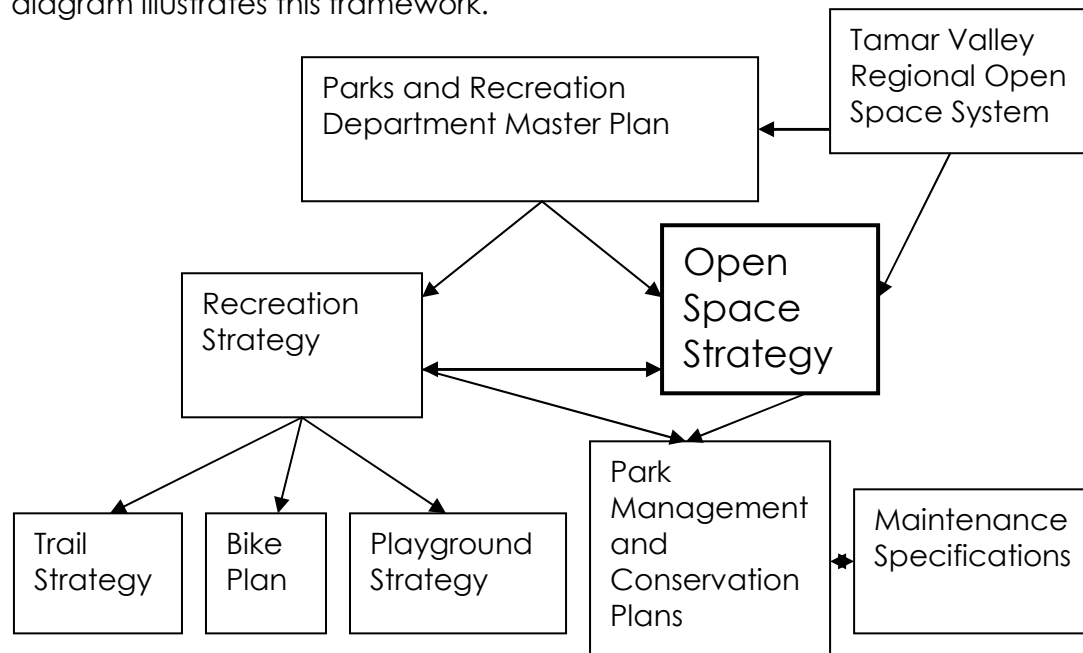 diagram illustrates this framework.
Tamar Valley
Regional Open
Space System
Parks and Recreation
Department Master Plan
Open
Space
Strategy
Recreation
Strategy
Park
Management
and
Conservation
Plans
Maintenance
Specifications
Trail
Strategy
Bike
Plan
Playground
Strategy